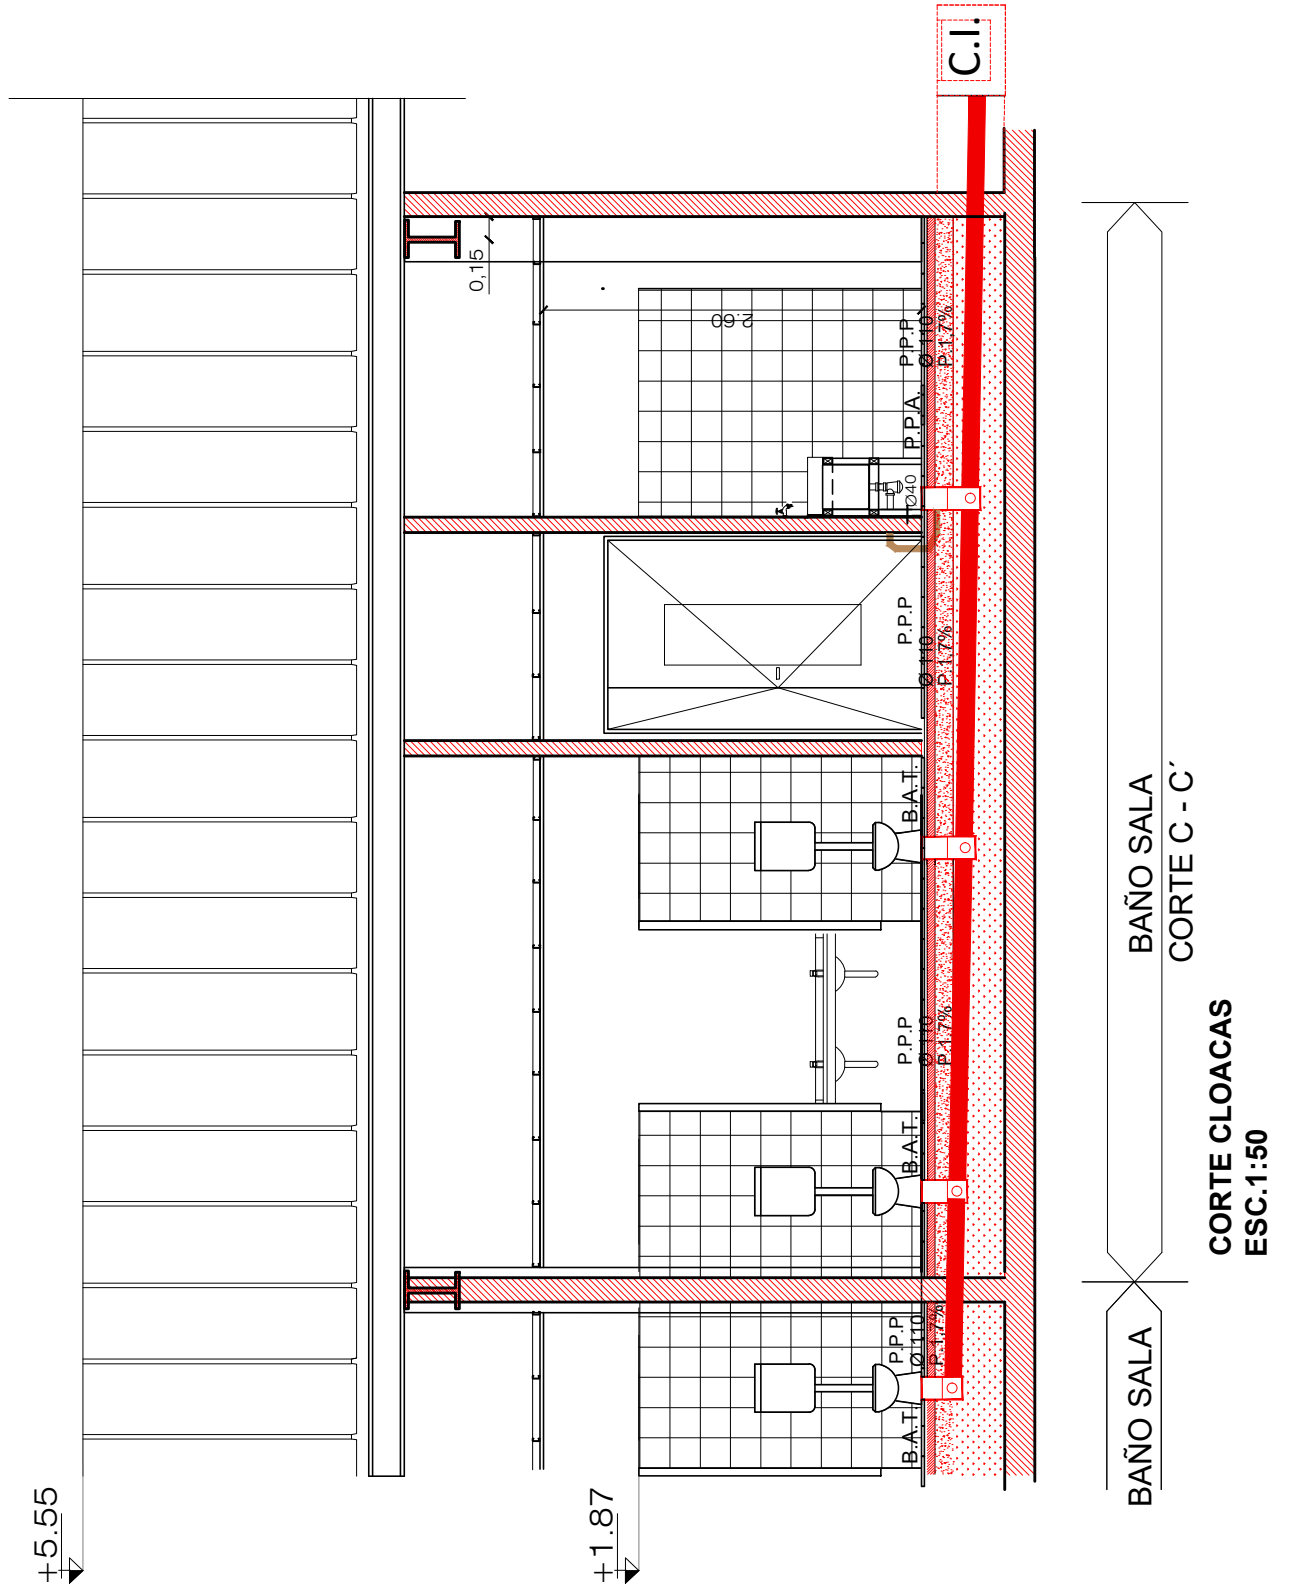 +5.55
+1.87
0,15
2.60
C.I.
P.P.P
Ø 110
P.1,7%
P.P.A.
Ø40
P.P.P
Ø 110
P.1,7%
B.A.T.
P.P.P
Ø 110
P.1,7%
B.A.T.
P.P.P
Ø 110
P.1,7%
B.A.T.
BAÑO SALA
BAÑO SALA
CORTE C - C´
CORTE CLOACAS
ESC.1:50